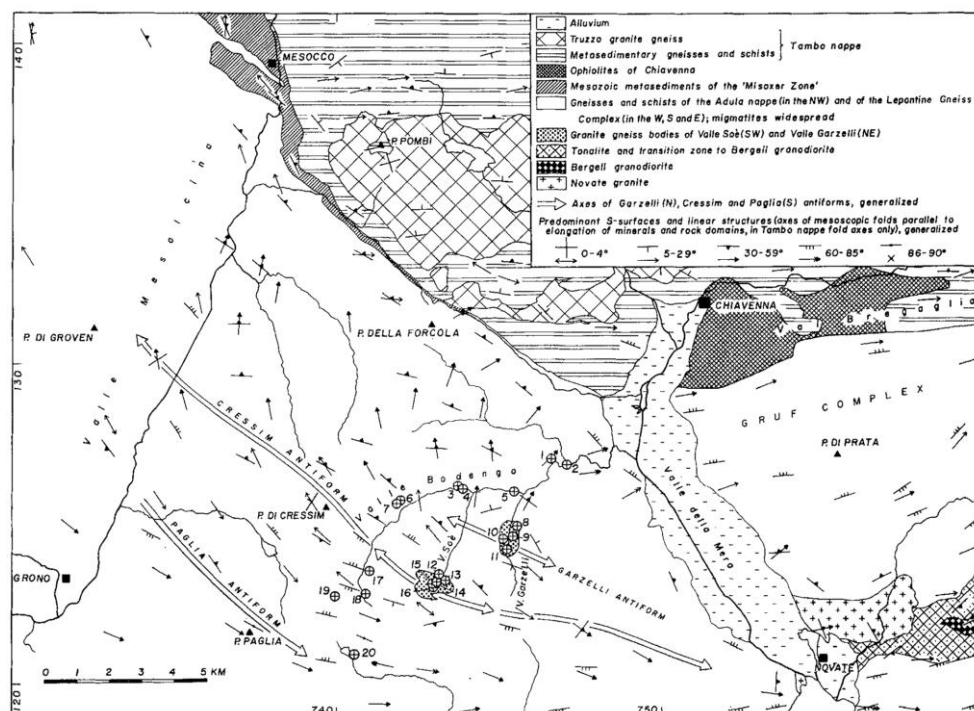 Alluvium
Truzzo granite gneiss
Metasedimentary gneisses and schists
Tambo nappe
Ophiolites of Chiavenna
Mesozoic metasediments of the 'Misoxer Zone'
Gneisses and schists of the Adula nappe (in the NW) and of the Lepontine Gneiss
Complex (in the W, S and E); migmatites widespread
Granite gneiss bodies of Valle Soè(SW) and Valle Garzelli(NE)
Tonalite and transition zone to Bergell granodiorite
Bergell granodiorite
Novate granite
Axes of Garzelli(N), Cressim and Paglia(S) antiforms, generalized
Predominant S-surfaces and linear structures (axes of mesoscopic folds parallel to
elongation of minerals and rock domains, in Tambo nappe fold axes only), generalized
0-4° 5-29° 30-59° 60-85° 86-90°
1401
MESOCCO
P. POMBI
Valle Mesolcina
CHIAVENNA
Val Bregaglia
P. DI GROVEN
P. DELLA FORCOLA
1301
GRUF COMPLEX
P. DI PRATA
CRESSIM ANTIFORM
Valle Bodengo
1
2
3
4
5
6
7
P. DI CRESSIM
Valle della Mera
8
9
10
11
V. Soè
V. Garzelli
GARZELLI ANTIFORM
PAGLIA ANTIFORM
GRONO
12
13
14
15
16
17
18
19
P. PAGLIA
20
NOVATE
0 1 2 3 4 5 KM
1201
7401
7501